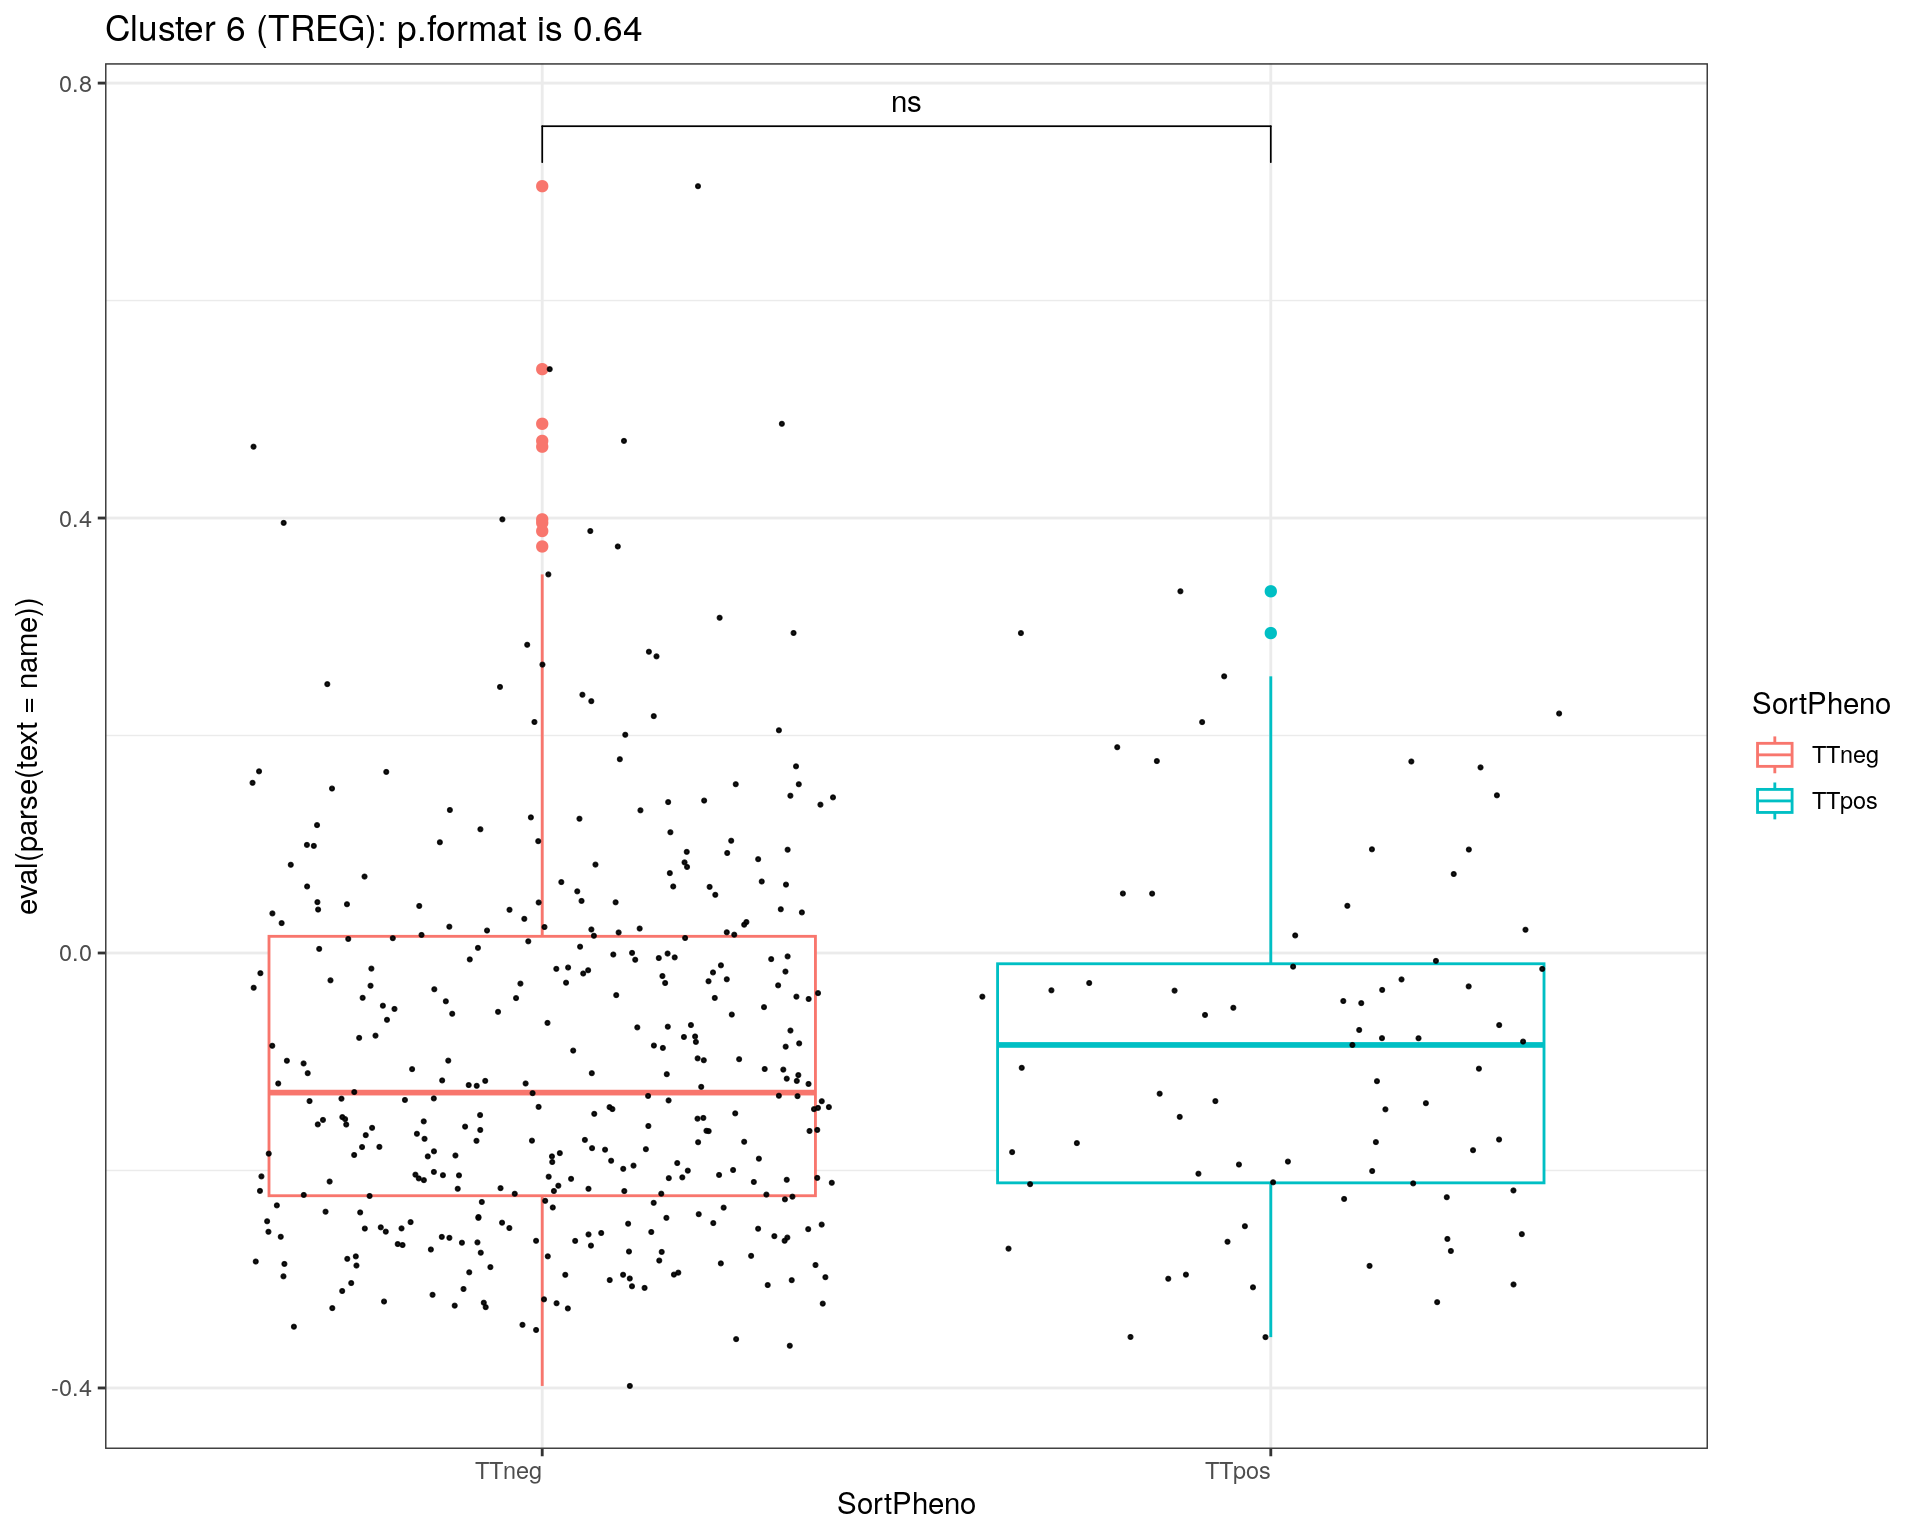 Cluster 6 (TREG): p.format is 0.64
0.8
0.4
0.0
-0.4
eval(parse(text = name))
ns
TTneg
TTpos
SortPheno
SortPheno
TTneg
TTpos